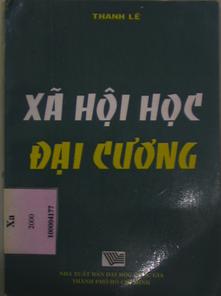 THANH LÊ
XÃ HỘI HỌC
ĐẠI CƯƠNG
Xa
2000
100004177
NHÀ XUẤT BẢN ĐẠI HỌC QUỐC GIA
THÀNH PHỐ HỒ CHÍ MINH